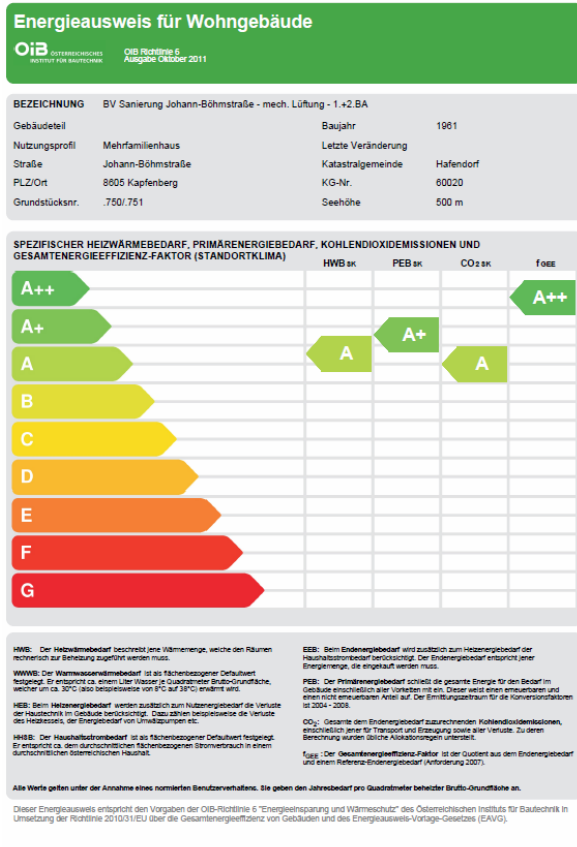 Energieausweis für Wohngebäude
OiB ÖSTERREICHISCHES
INSTITUT FÜR BAUTECHNIK
OIB Richtlinie 6
Ausgabe Oktober 2011
BEZEICHNUNG BV Sanierung Johann-Böhmstraße - mech. Lüftung - 1.+2.BA
Gebäudeteil Baujahr 1961
Nutzungsprofil Mehrfamilienhaus Letzte Veränderung
Straße Johann-Böhmstraße Katastralgemeinde Hafendorf
PLZ/Ort 8605 Kapfenberg KG-Nr. 60020
Grundstücksnr. .750/.751 Seehöhe 500 m
SPEZIFISCHER HEIZWÄRMEBEDARF, PRIMÄRENERGIEBEDARF, KOHLENDIOXIDEMISSIONEN UND
GESAMTENERGIEEFFIZIENZ-FAKTOR (STANDORTKLIMA)
HWB SK PEB SK CO2 SK f GEE
A++ A++
A+ A+
A A A
B
C
D
E
F
G
HWB: Der Heizwärmebedarf beschreibt jene Wärmemenge, welche den Räumen
rechnerisch zur Beheizung zugeführt werden muss.
WWWB: Der Warmwasserwärmebedarf ist als flächenbezogener Defaultwert
festgelegt. Er entspricht ca. einem Liter Wasser je Quadratmeter Brutto-Grundfläche,
welcher um ca. 30°C (also beispielsweise von 8°C auf 38°C) erwärmt wird.
HEB: Beim Heizenergiebedarf werden zusätzlich zum Nutzenergiebedarf die Verluste
der Haustechnik im Gebäude berücksichtigt. Dazu zählen beispielsweise die Verluste
des Heizkessels, der Energiebedarf von Umwälzpumpen etc.
HHSB: Der Haushaltsstrombedarf ist als flächenbezogener Defaultwert festgelegt.
Er entspricht ca. dem durchschnittlichen flächenbezogenen Stromverbrauch in einem
durchschnittlichen österreichischen Haushalt.
EEB: Beim Endenergiebedarf wird zusätzlich zum Heizenergiebedarf der
Haushaltsstrombedarf berücksichtigt. Der Endenergiebedarf entspricht jener
Energiemenge, die eingekauft werden muss.
PEB: Der Primärenergiebedarf schließt die gesamte Energie für den Bedarf im
Gebäude einschließlich aller Vorketten mit ein. Dieser weist einen erneuerbaren und
einen nicht erneuerbaren Anteil auf. Der Ermittlungszeitraum für die Konversionsfaktoren
ist 2004 - 2008.
CO2: Gesamte dem Endenergiebedarf zuzurechnenden Kohlendioxidemissionen,
einschließlich jener für Transport und Erzeugung sowie aller Verluste. Zu deren
Berechnung wurden übliche Allokationsregeln unterstellt.
fGEE: Der Gesamtenergieeffizienz-Faktor ist der Quotient aus dem Endenergiebedarf
und einem Referenz-Endenergiebedarf (Anforderung 2007).
Alle Werte gelten unter der Annahme eines normierten BenutzerInnenverhaltens. Sie geben den Jahresbedarf pro Quadratmeter beheizter Brutto-Grundfläche an.
Dieser Energieausweis entspricht den Vorgaben der OIB-Richtlinie 6 "Energieeinsparung und Wärmeschutz" des Österreichischen Instituts für Bautechnik in
Umsetzung der Richtlinie 2010/31/EU über die Gesamtenergieeffizienz von Gebäuden und des Energieausweis-Vorlage-Gesetzes (EAVG).